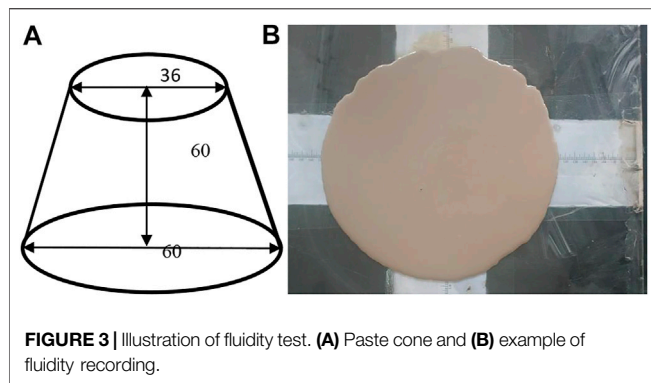 A
B
36
60
60
FIGURE 3 | Illustration of fluidity test. (A) Paste cone and (B) example of
fluidity recording.